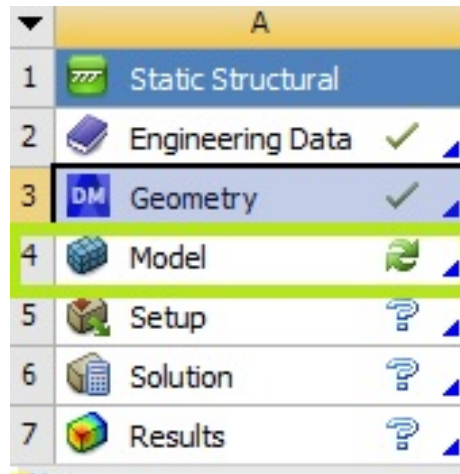 A
1 Static Structural
2 Engineering Data
3 DM Geometry
4 Model
5 Setup ?
6 Solution ?
7 Results ?